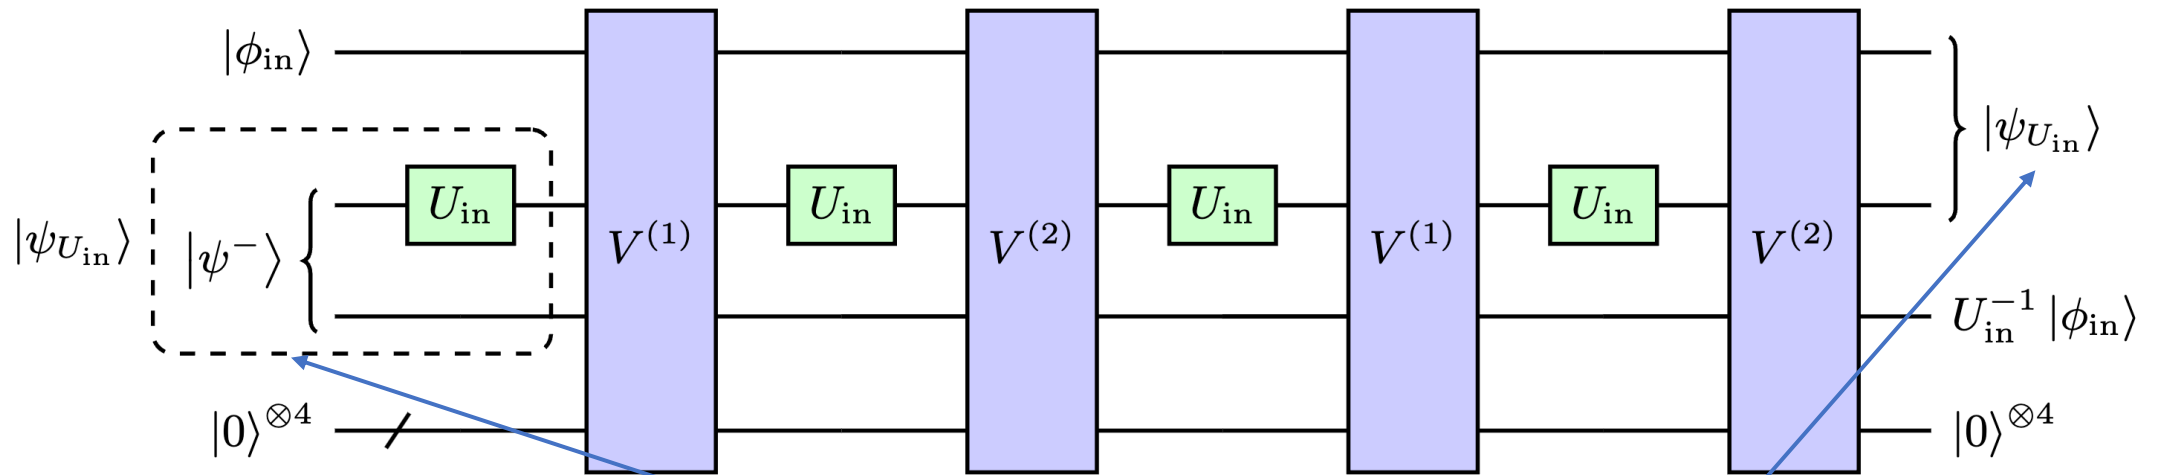 |ϕ_in⟩
U_in U_in U_in U_in
|ψ_{U_in}⟩ |ψ⁻⟩ V⁽¹⁾ V⁽²⁾ V⁽¹⁾ V⁽²⁾ |ψ_{U_in}⟩
U_in⁻¹ |ϕ_in⟩
|0⟩^{⊗4} |0⟩^{⊗4}